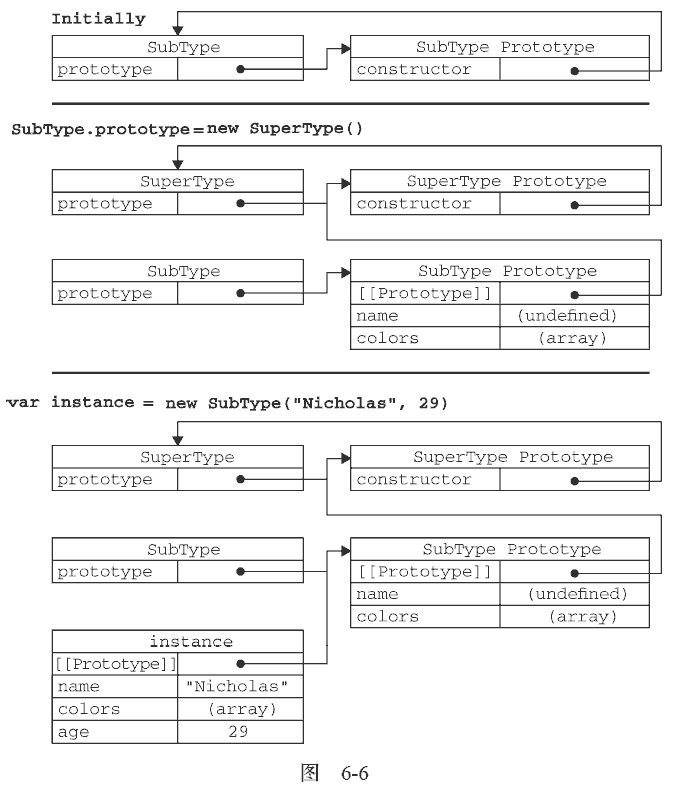 Initially
SubType SubType Prototype
prototype constructor
SubType.prototype=new SuperType()
SuperType SuperType Prototype
prototype constructor
SubType SubType Prototype
prototype [[Prototype]]
name (undefined)
colors (array)
var instance = new SubType("Nicholas", 29)
SuperType SuperType Prototype
prototype constructor
SubType SubType Prototype
prototype [[Prototype]]
name (undefined)
colors (array)
instance
[[Prototype]]
name "Nicholas"
colors (array)
age 29
图 6-6